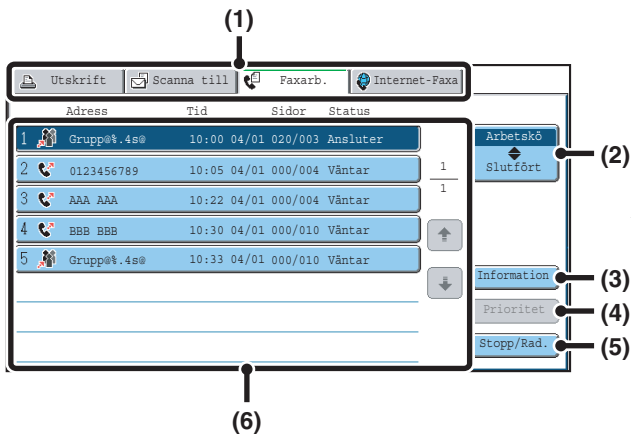 (1)
Utskrift Scanna till Faxarb. Internet-Faxa
Adress Tid Sidor Status
1 Grupp@%.4s@ 10:00 04/01 020/003 Ansluter
2 0123456789 10:05 04/01 000/004 Väntar
3 AAA AAA 10:22 04/01 000/004 Väntar
4 BBB BBB 10:30 04/01 000/010 Väntar
5 Grupp@%.4s@ 10:33 04/01 000/010 Väntar
1
1
Arbetskö
Slutfört
(2)
Information
(3)
Prioritet
(4)
Stopp/Rad.
(5)
(6)